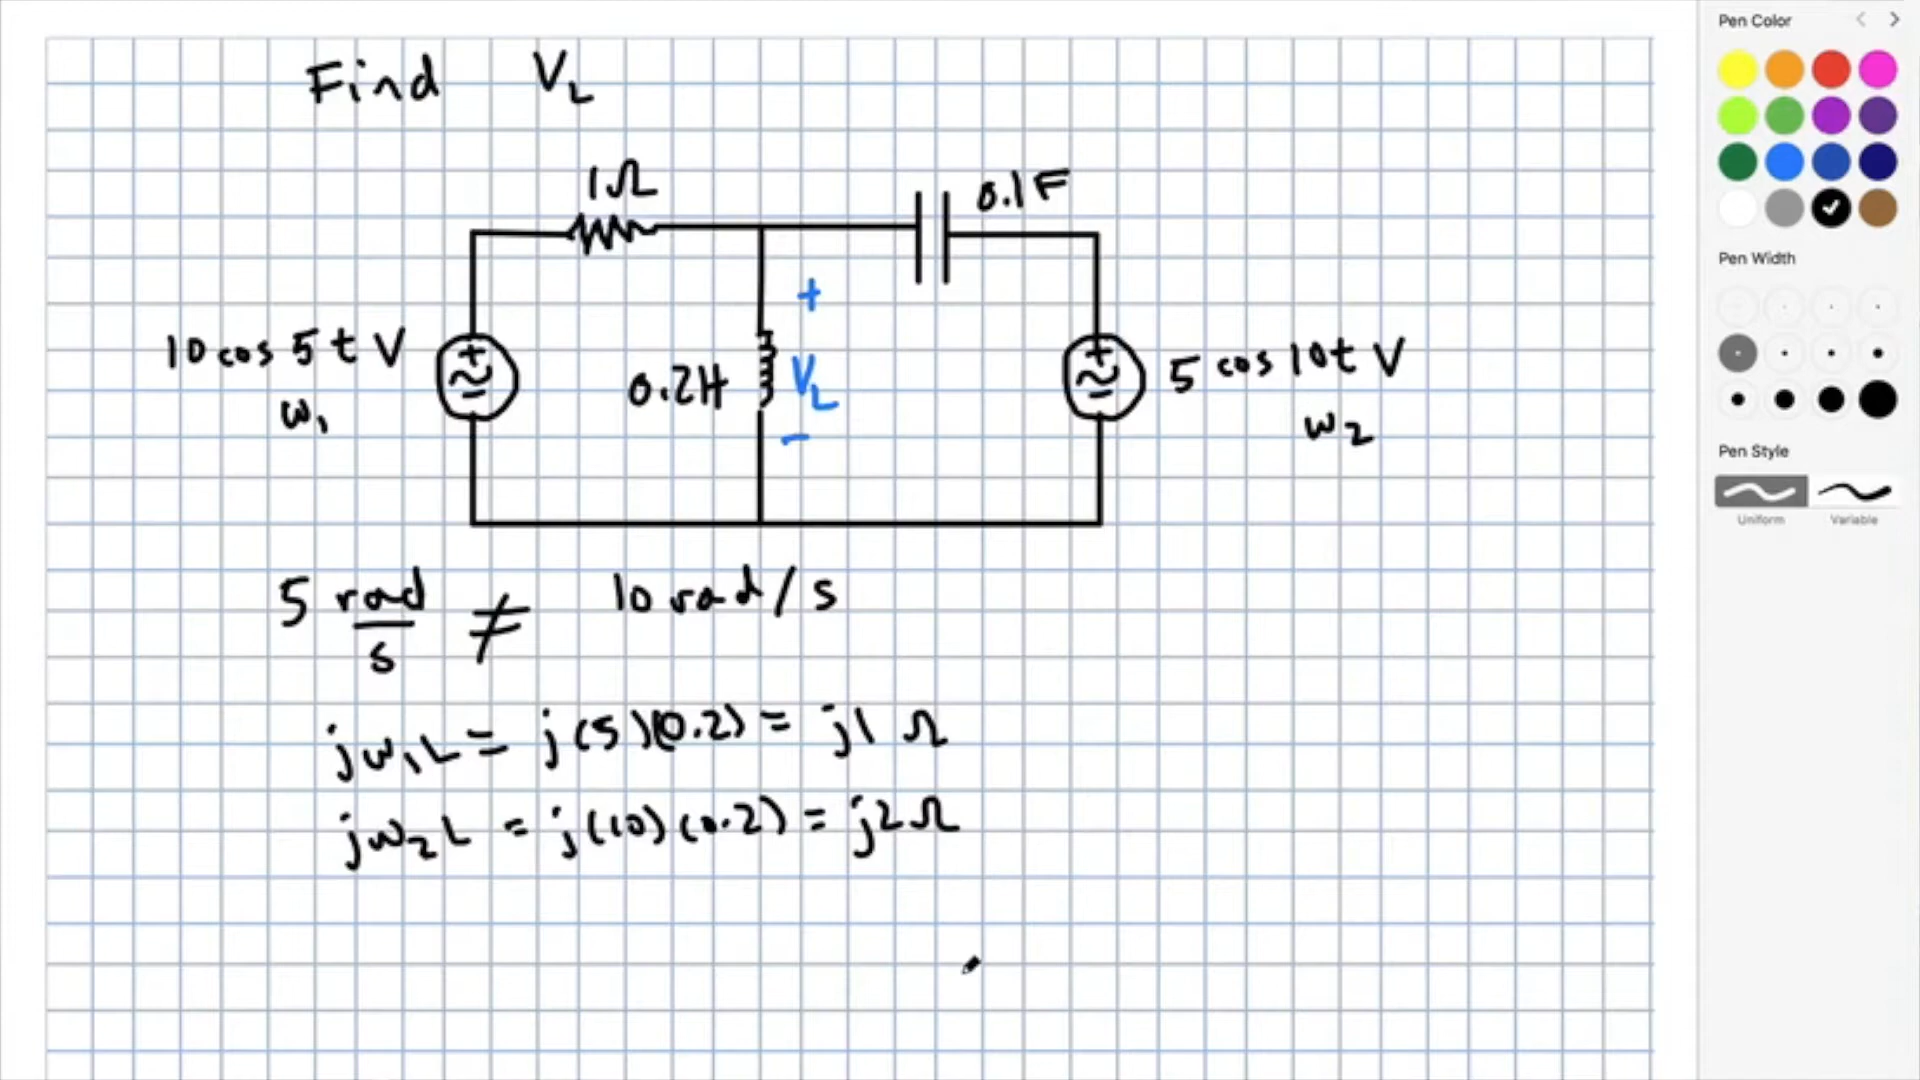 Find V_L
1Ω
0.1F
10 cos 5t V
ω₁
+
-
0.2H
+
V_L
-
+
-
5 cos 10t V
ω₂
5 rad/s ≠ 10 rad/s
jω₁L = j(5)(0.2) = j1 Ω
jω₂L = j(10)(0.2) = j2Ω
Pen Color
Pen Width
Pen Style
Uniform
Variable